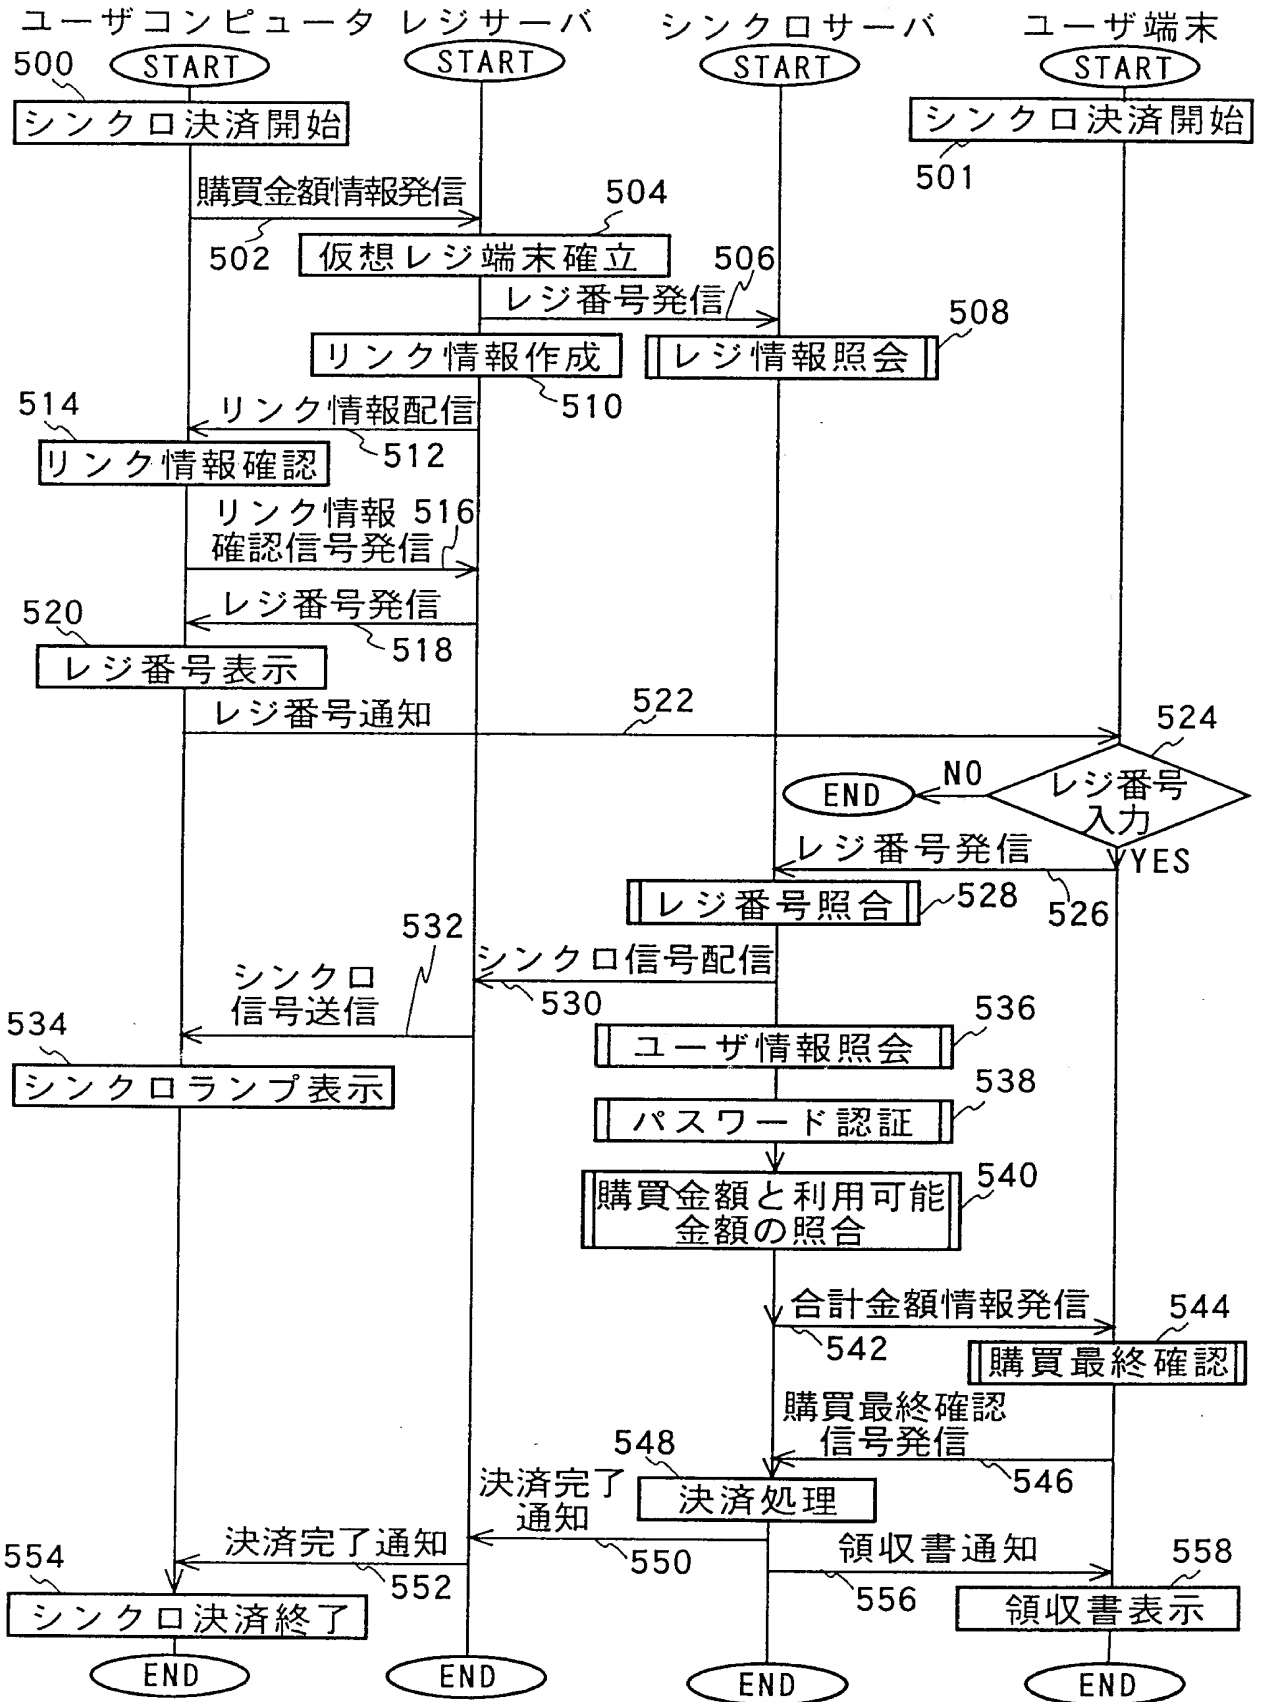 ユーザコンピュータ レジサーバ シンクロサーバ ユーザ端末
START START START START
500
シンクロ決済開始
シンクロ決済開始
501
購買金額情報発信
502
504
仮想レジ端末確立
506
レジ番号発信
508
リンク情報作成
レジ情報照会
510
514
リンク情報配信
512
リンク情報確認
リンク情報 516
確認信号発信
レジ番号発信
520
518
レジ番号表示
レジ番号通知
522
524
レジ番号
入力
NO
END
YES
レジ番号発信
526
レジ番号照合
528
532
シンクロ信号配信
530
シンクロ
信号送信
534
シンクロランプ表示
536
ユーザ情報照会
538
パスワード認証
540
購買金額と利用可能
金額の照合
合計金額情報発信
542
544
購買最終確認
購買最終確認
信号発信
546
548
決済処理
決済完了
通知
550
決済完了通知
552
554
シンクロ決済終了
領収書通知
556
558
領収書表示
END END END END